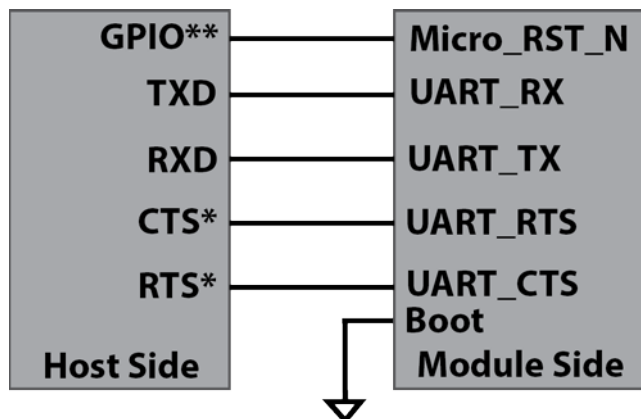 GPIO** Micro_RST_N
TXD UART_RX
RXD UART_TX
CTS* UART_RTS
RTS* UART_CTS
Boot
Host Side Module Side